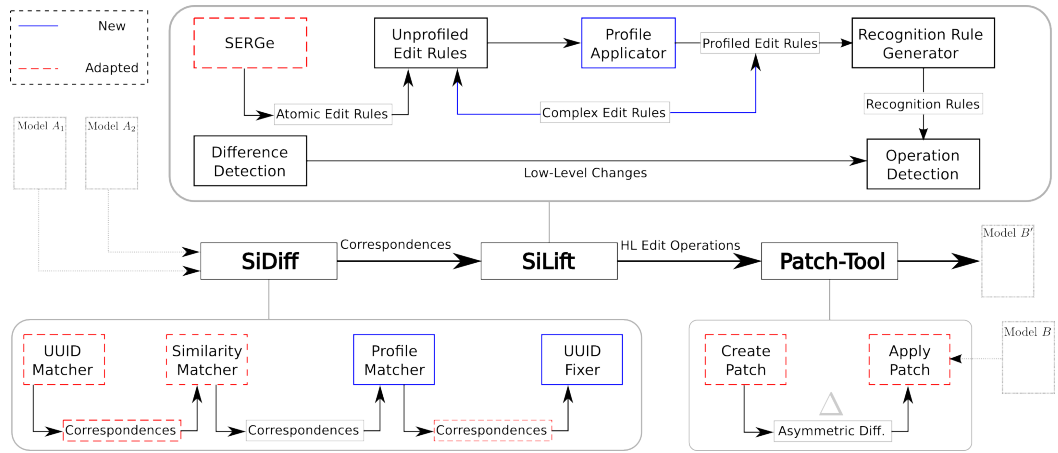 New
Adapted
SERGe
Unprofiled
Edit Rules
Profile
Applicator
Profiled Edit Rules
Recognition Rule
Generator
Atomic Edit Rules
Complex Edit Rules
Recognition Rules
Difference
Detection
Low-Level Changes
Operation
Detection
Model A1
Model A2
SiDiff
Correspondences
SiLift
HL Edit Operations
Patch-Tool
Model B′
UUID
Matcher
Similarity
Matcher
Profile
Matcher
UUID
Fixer
Correspondences
Correspondences
Correspondences
Create
Patch
Apply
Patch
Δ
Asymmetric Diff.
Model B